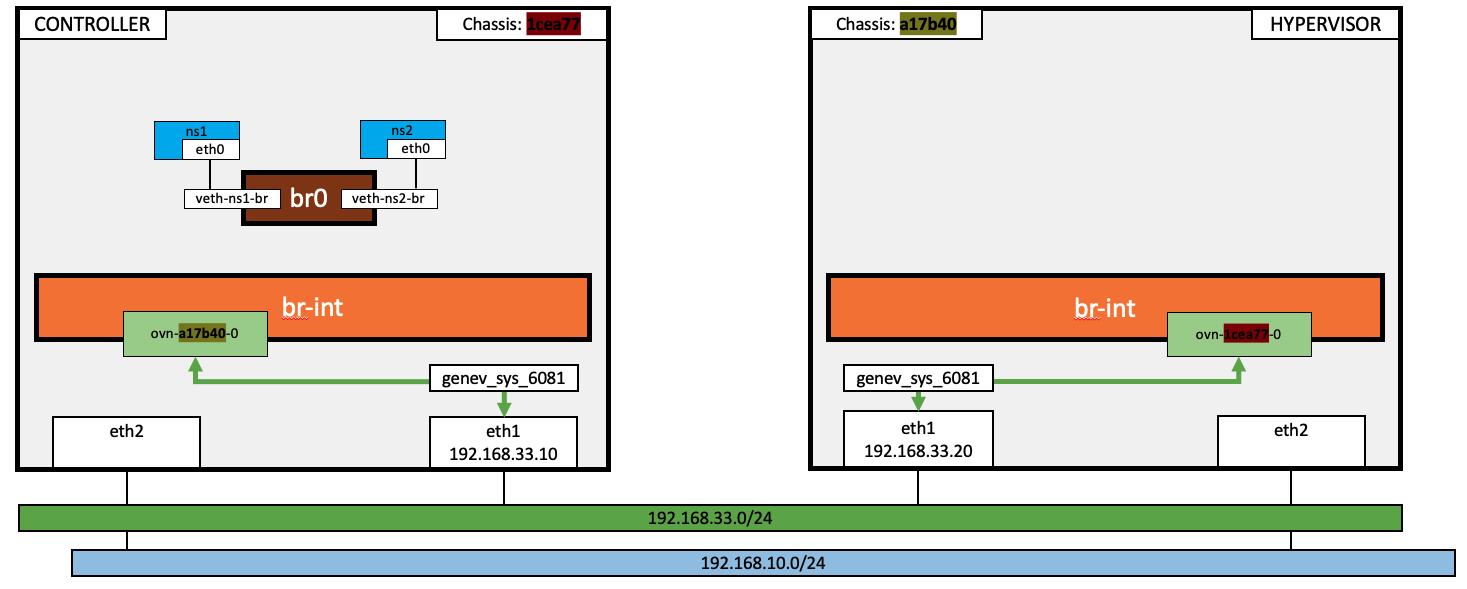 CONTROLLER
Chassis: 1cea77
Chassis: a17b40
HYPERVISOR
ns1
eth0
ns2
eth0
veth-ns1-br
br0
veth-ns2-br
br-int
ovn-a17b40-0
genev_sys_6081
eth2
eth1
192.168.33.10
br-int
ovn-1cea77-0
genev_sys_6081
eth1
192.168.33.20
eth2
192.168.33.0/24
192.168.10.0/24